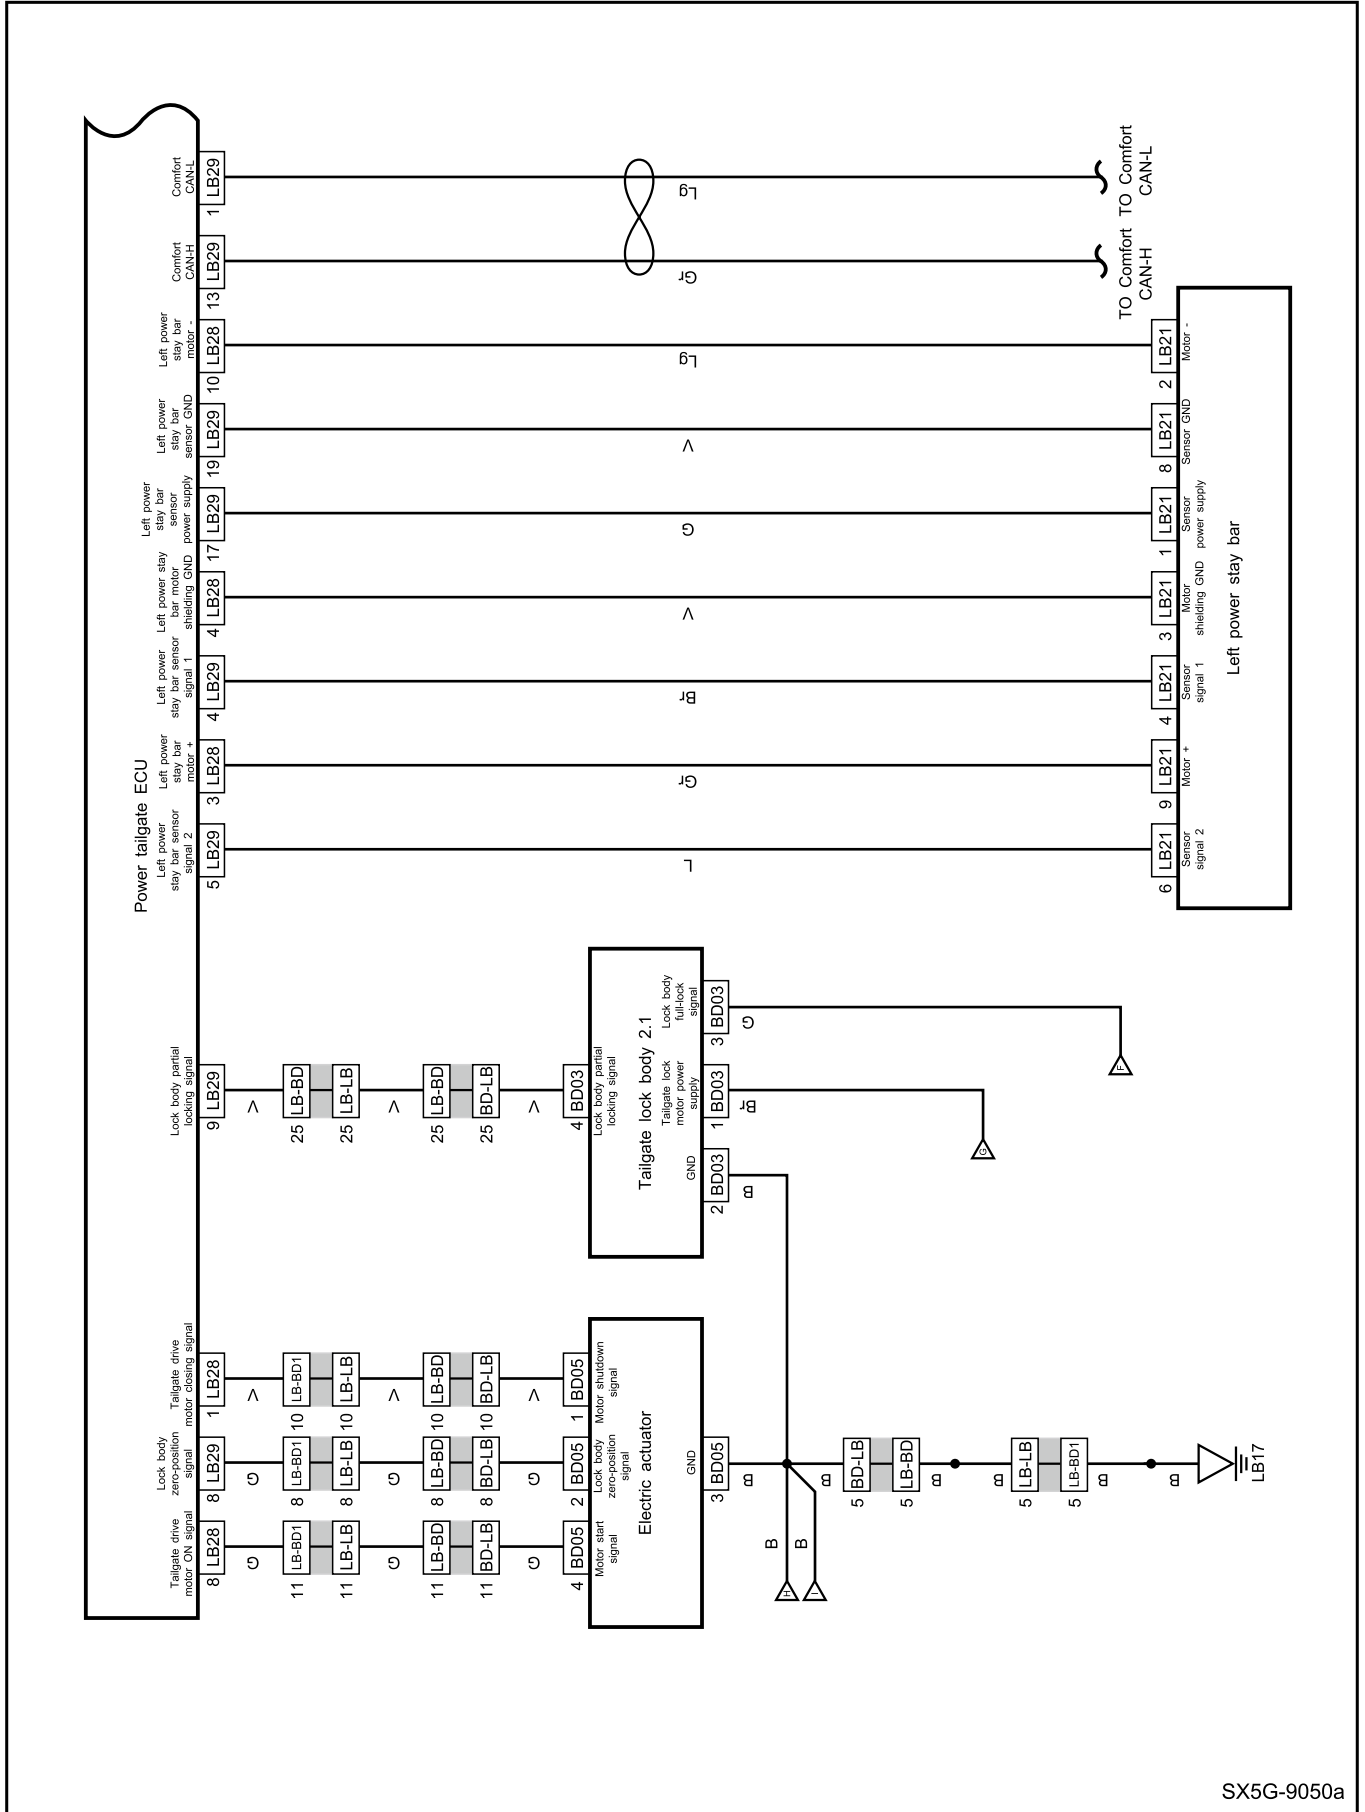 Power tailgate ECU
Tailgate drive
motor ON signal
8
LB28
G
11
LB-BD1
11
LB-LB
G
11
LB-BD
11
BD-LB
G
4
BD05
Motor start
signal
Lock body
zero-position
signal
8
LB29
G
8
LB-BD1
8
LB-LB
G
8
LB-BD
8
BD-LB
G
2
BD05
Lock body
zero-position
signal
Tailgate drive
motor closing signal
1
LB28
V
10
LB-BD1
10
LB-LB
V
10
LB-BD
10
BD-LB
V
1
BD05
Motor shutdown
signal
Electric actuator
GND
3
BD05
B
H
B
I
B
B
5
BD-LB
5
LB-BD
B
B
5
LB-LB
5
LB-BD1
B
B
LB17
Lock body partial
locking signal
9
LB29
V
25
LB-BD
25
LB-LB
V
25
LB-BD
25
BD-LB
V
4
BD03
Lock body partial
locking signal
Tailgate lock body 2.1
GND
2
BD03
B
Tailgate lock
motor power
supply
1
BD03
Br
G
Lock body
full-lock
signal
3
BD03
G
F
Left power
stay bar sensor
signal 2
5
LB29
L
6
LB21
Sensor
signal 2
Left power
stay bar
motor +
3
LB28
Gr
9
LB21
Motor +
Left power
stay bar sensor
signal 1
4
LB29
Br
4
LB21
Sensor
signal 1
Left power stay
bar motor
shielding GND
4
LB28
V
3
LB21
Motor
shielding GND
Left power
stay bar
sensor
power supply
17
LB29
G
1
LB21
Sensor
power supply
Left power
stay bar
sensor GND
19
LB29
V
8
LB21
Sensor GND
Left power
stay bar
motor -
10
LB28
Lg
2
LB21
Motor -
Left power stay bar
Comfort
CAN-H
13
LB29
Gr
TO Comfort
CAN-H
Comfort
CAN-L
1
LB29
Lg
TO Comfort
CAN-L
SX5G-9050a